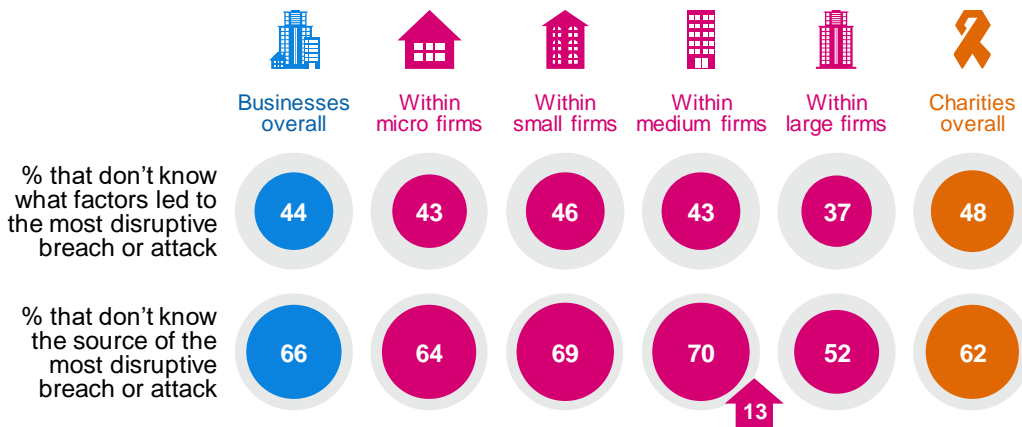 Businesses
overall
Within
micro firms
Within
small firms
Within
medium firms
Within
large firms
Charities
overall
% that don't know
what factors led to
the most disruptive
breach or attack
44
43
46
43
37
48
% that don't know
the source of the
most disruptive
breach or attack
66
64
69
70
52
62
13